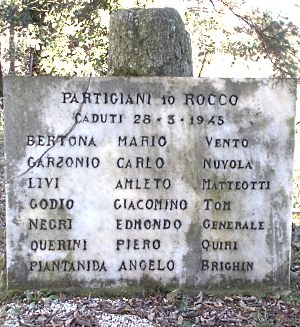 PARTIGIANI 10 ROCCO
CADUTI 28-3-1945
BERTONA MARIO VENTO
GARZONIO CARLO NUVOLA
LIVI AMLETO MATTEOTTI
GODIO GIACOMINO TOM
NEGRI EDMONDO GENERALE
QUERINI PIERO QUIRI
PIANTANIDA ANGELO BRIGHIN